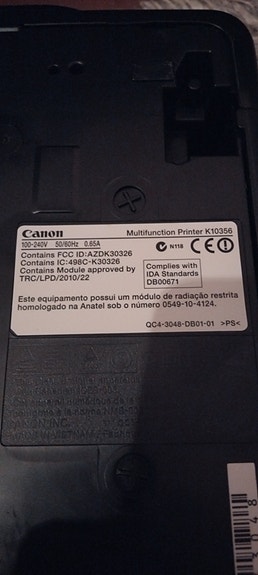 Canon Multifunction Printer K10356
100-240V 50/60Hz 0.65A
N118 CE
Contains FCC ID:AZDK30326
Contains IC:498C-K30326
Contains Module approved by
TRC/LPD/2010/22
Complies with
IDA Standards
DB00671
Este equipamento possui um módulo de radiação restrita
homologado na Anatel sob o número 0549-10-4124.
QC4-3048-DB01-01 >PS<
3048